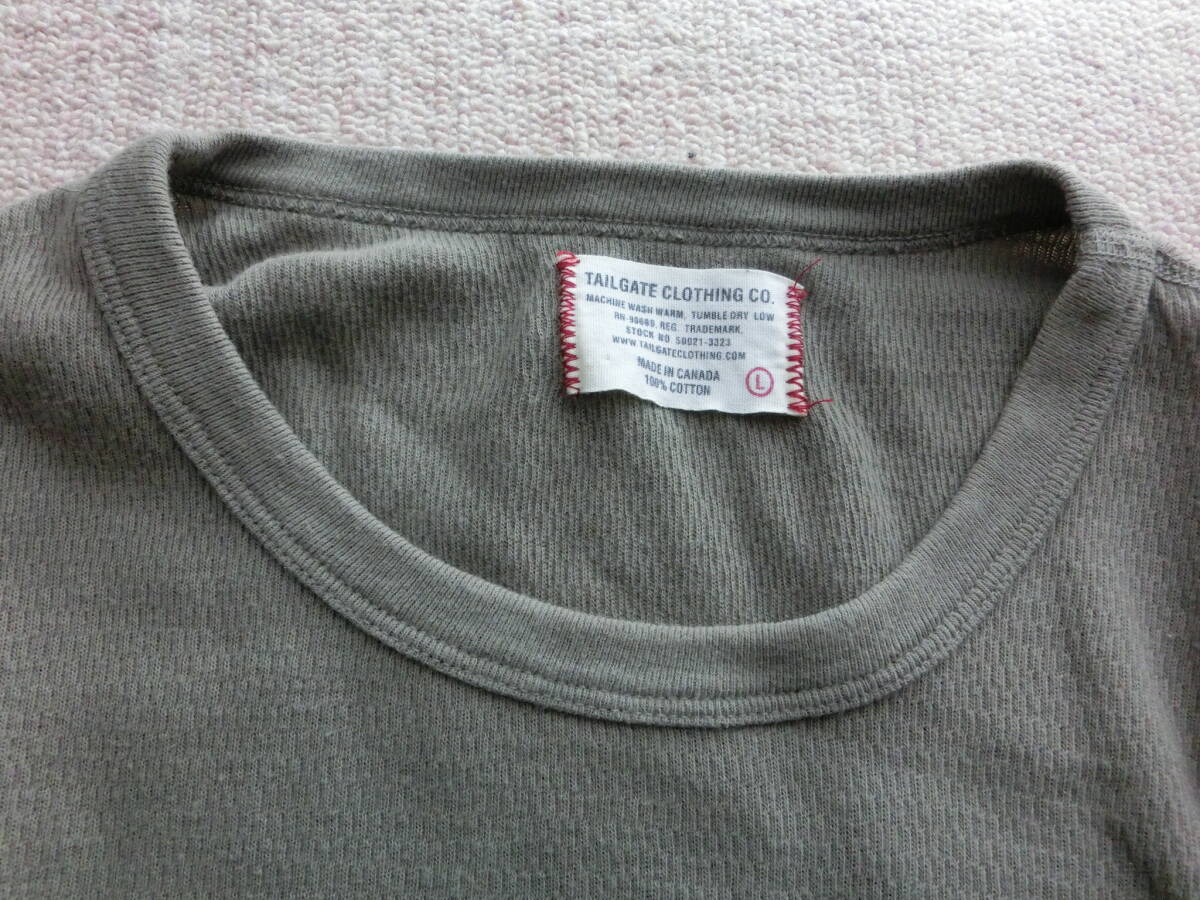 TAILGATE CLOTHING CO.
MACHINE WASH WARM, TUMBLE DRY LOW
RN 90680, REG. TRADEMARK,
STOCK NO 50021-3323
WWW.TAILGATECLOTHING.COM
MADE IN CANADA
100% COTTON
L